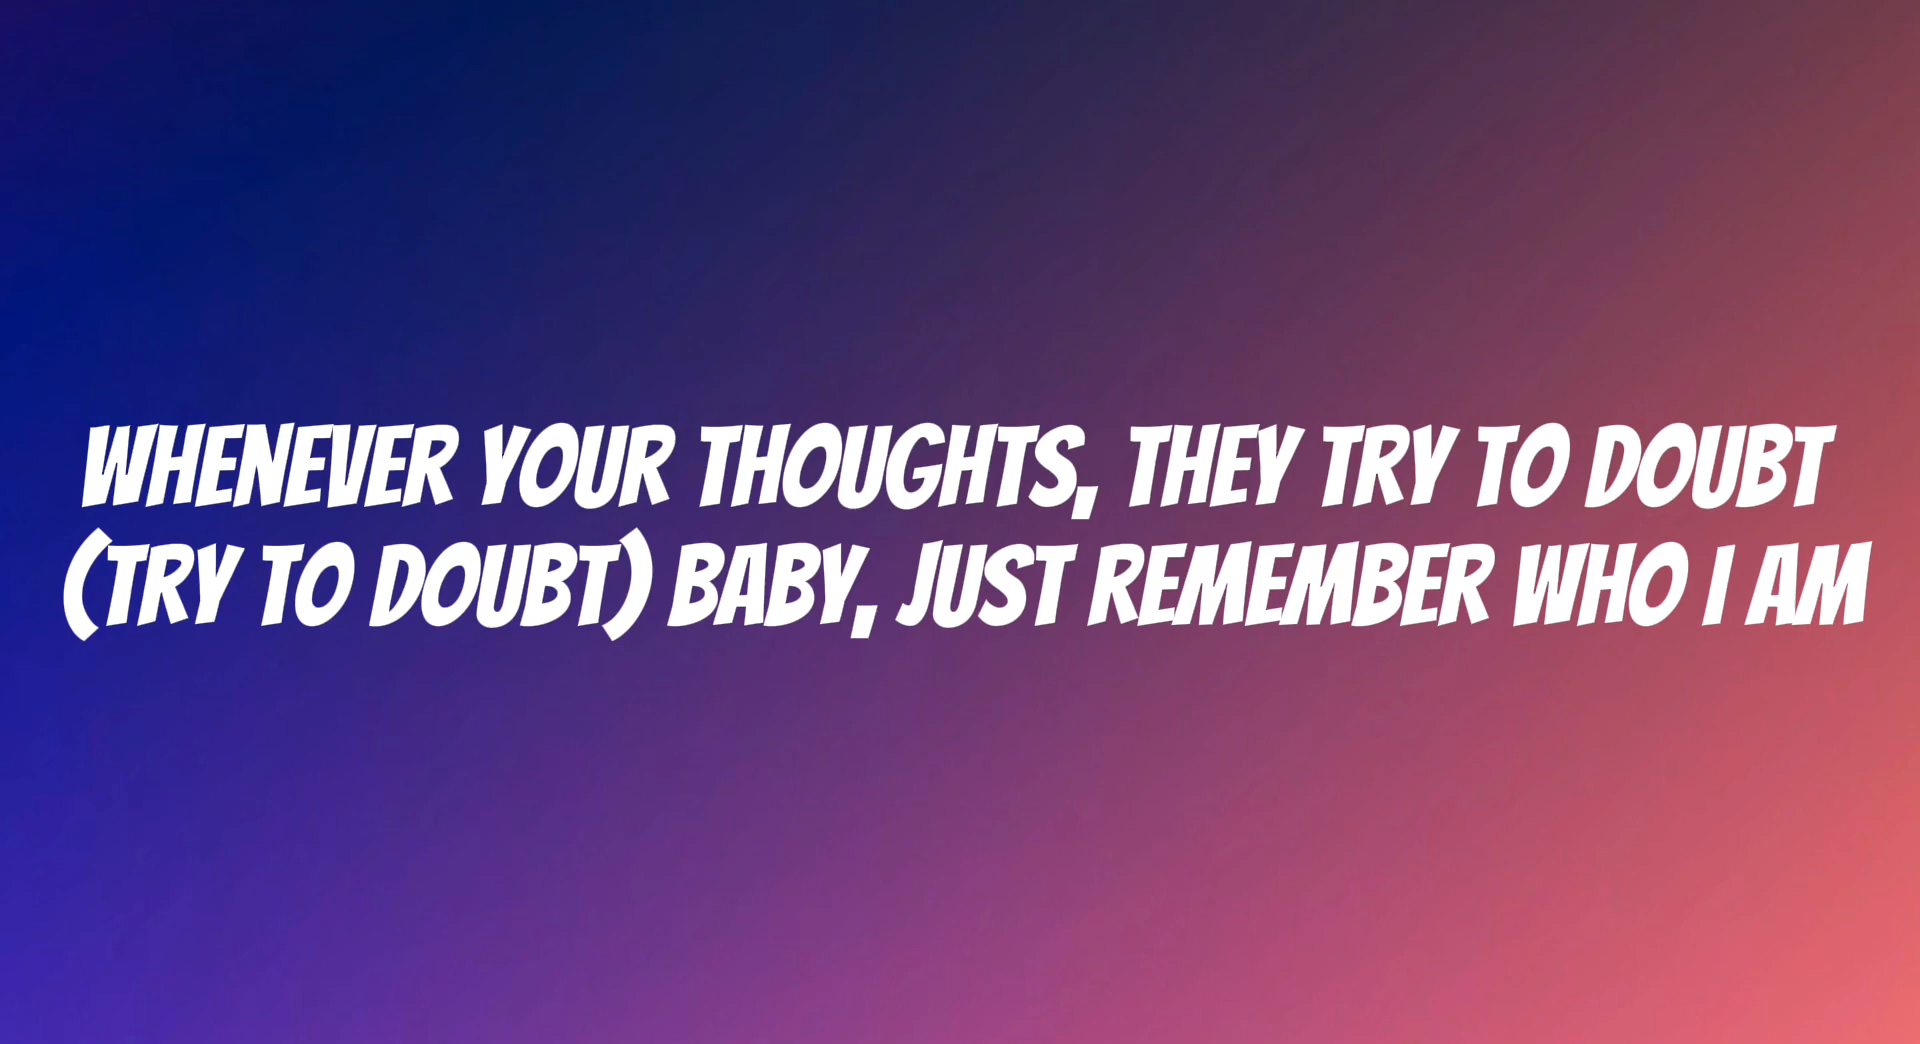 WHENEVER YOUR THOUGHTS, THEY TRY TO DOUBT
(TRY TO DOUBT) BABY, JUST REMEMBER WHO I AM